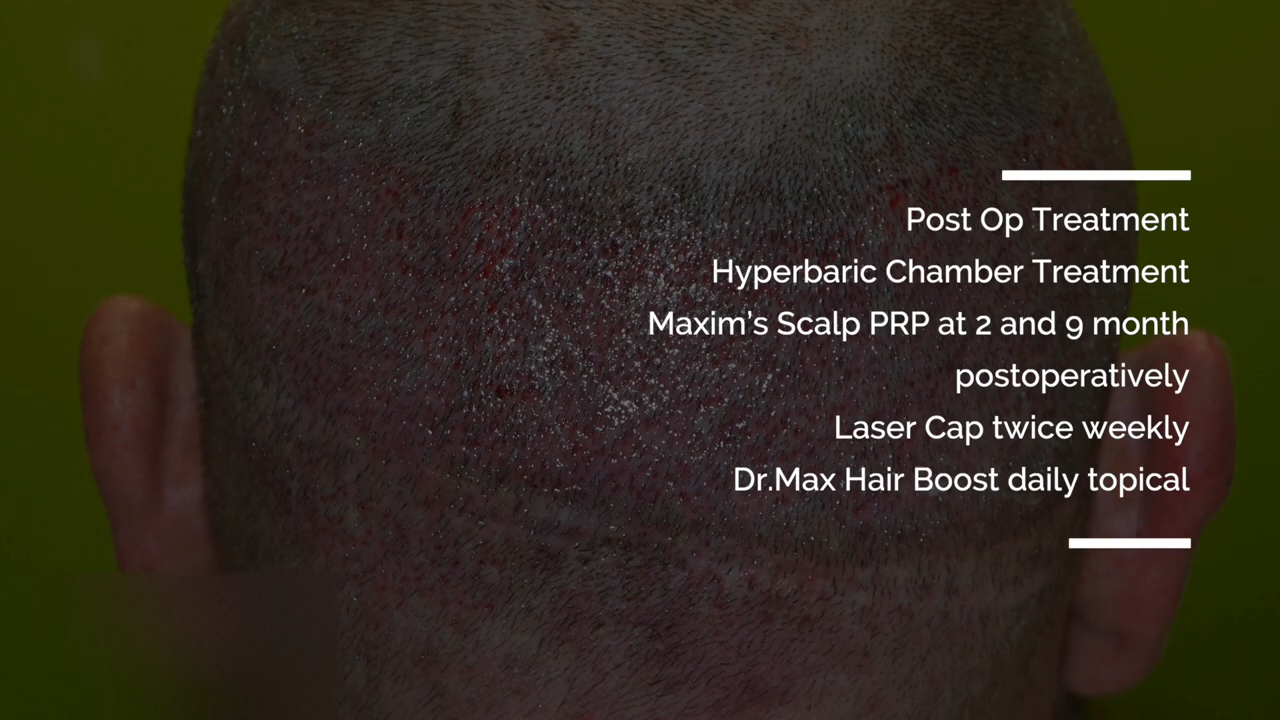 Post Op Treatment
Hyperbaric Chamber Treatment
Maxim's Scalp PRP at 2 and 9 month
postoperatively
Laser Cap twice weekly
Dr.Max Hair Boost daily topical